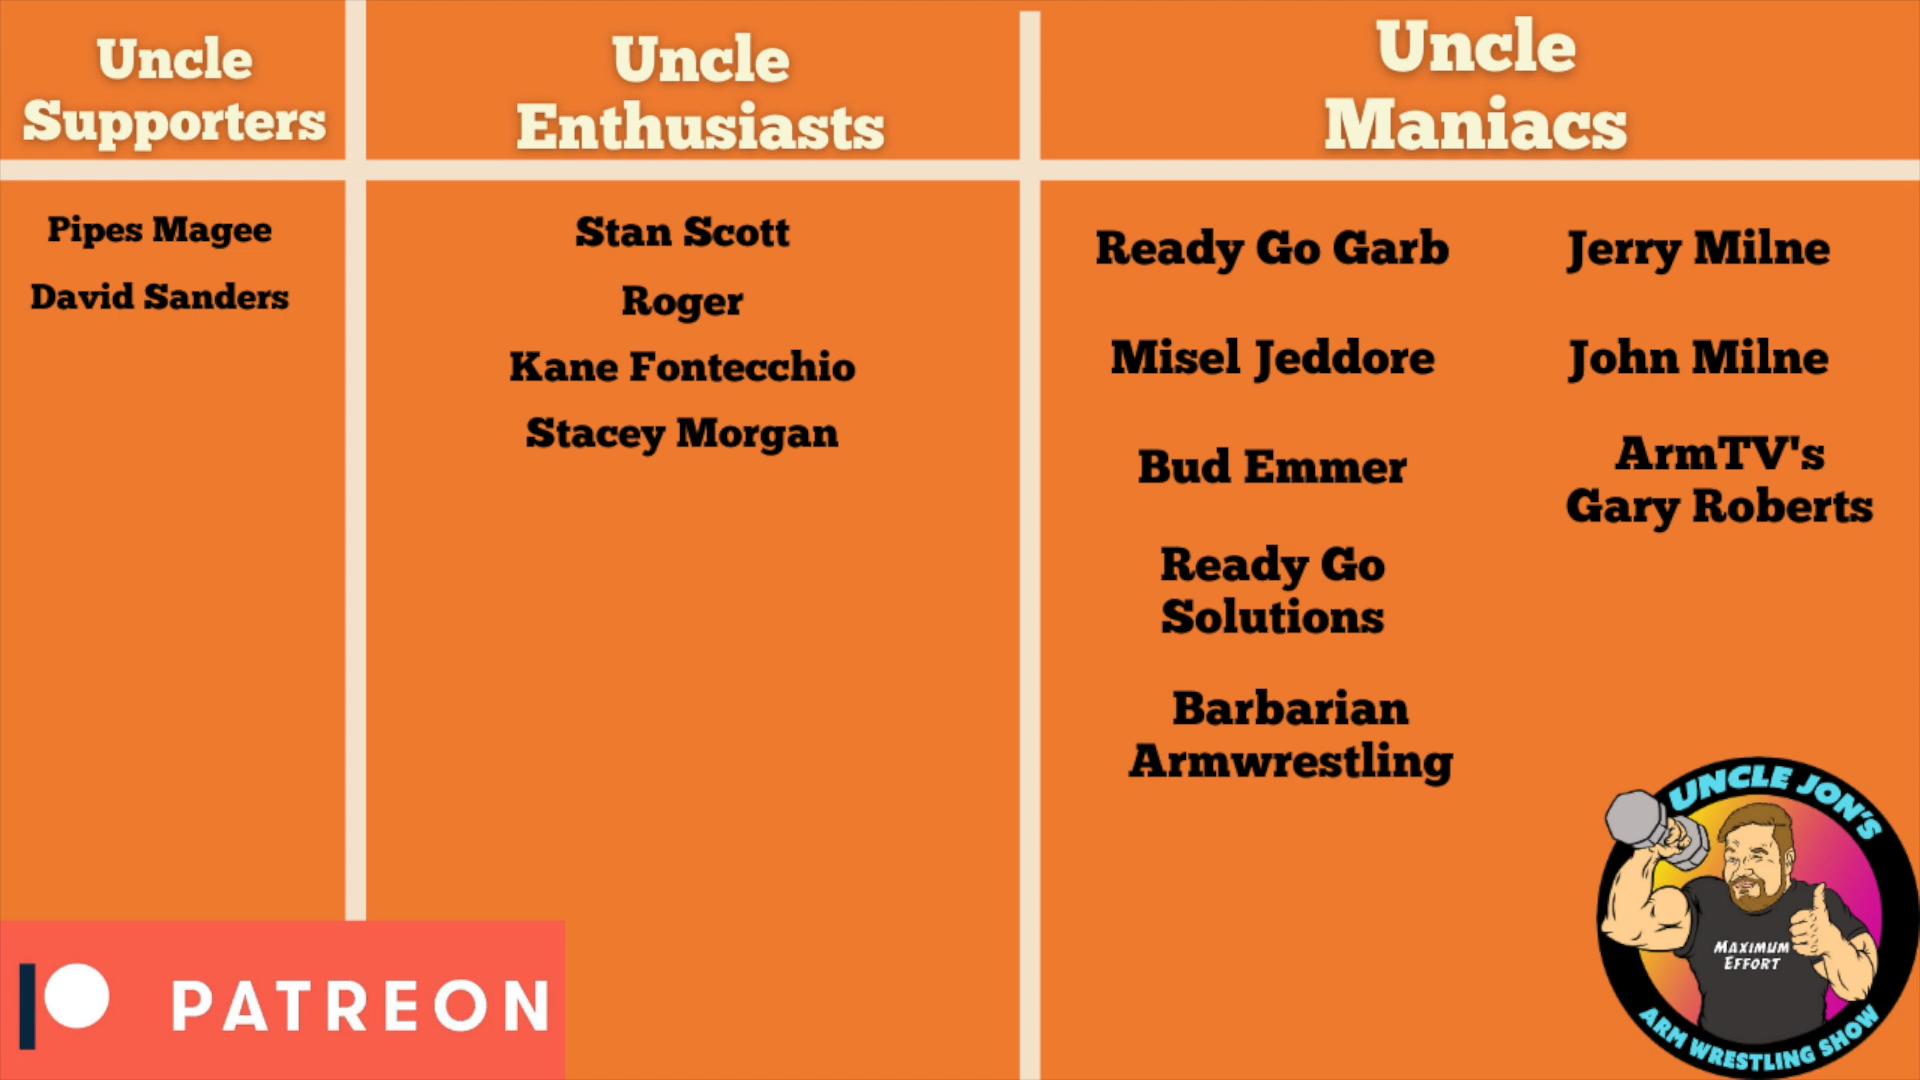 Uncle
Supporters
Uncle
Enthusiasts
Uncle
Maniacs
Pipes Magee
David Sanders
Stan Scott
Roger
Kane Fontecchio
Stacey Morgan
Ready Go Garb
Misel Jeddore
Bud Emmer
Ready Go
Solutions
Barbarian
Armwrestling
Jerry Milne
John Milne
ArmTV's
Gary Roberts
PATREON
UNCLE JON'S
MAXIMUM
EFFORT
ARM WRESTLING SHOW